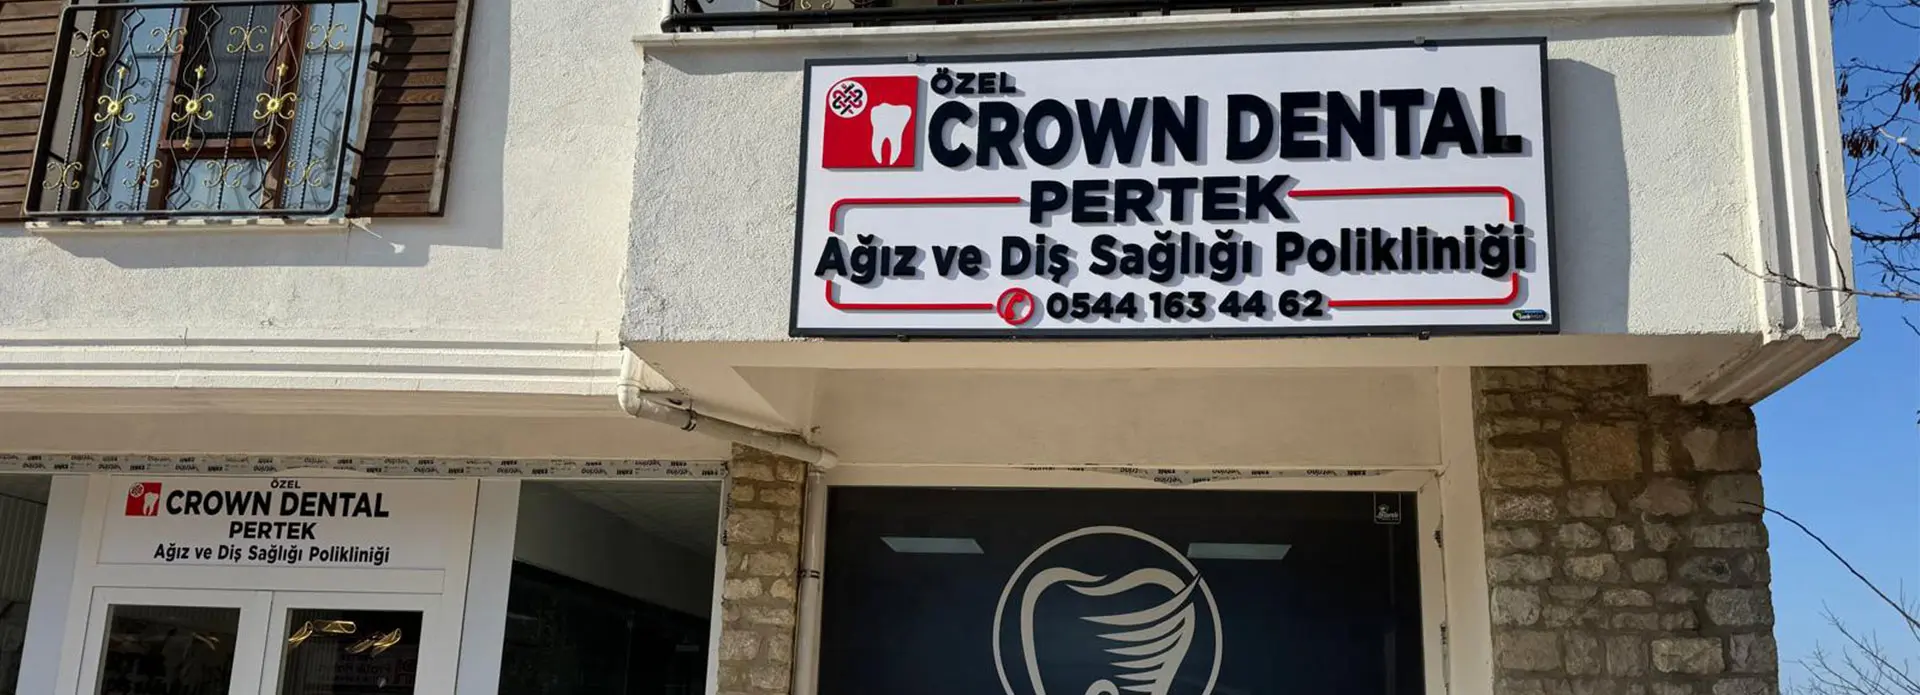 ÖZEL
CROWN DENTAL
PERTEK
Ağız ve Diş Sağlığı Polikliniği
0544 163 44 62
ÖZEL
CROWN DENTAL
PERTEK
Ağız ve Diş Sağlığı Polikliniği